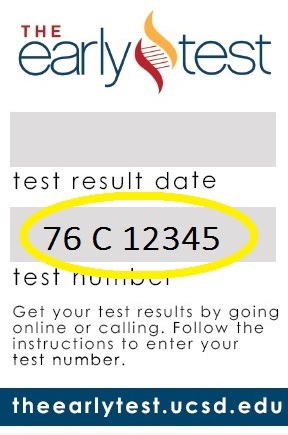 THE
early test
test result date
76 C 12345
test number
Get your test results by going
online or calling. Follow the
instructions to enter your
test number.
theearlytest.ucsd.edu